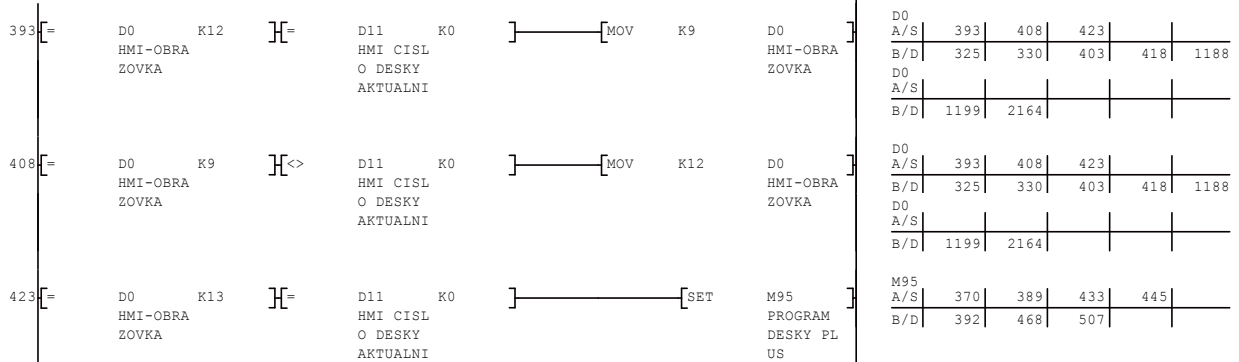 393 = D0 K12 = D11 K0 MOV K9 D0
HMI-OBRA HMI CISL HMI-OBRA
ZOVKA O DESKY ZOVKA
AKTUALNI
D0
A/S 393 408 423
B/D 325 330 403 418 1188
D0
A/S
B/D 1199 2164
408 = D0 K9 <> D11 K0 MOV K12 D0
HMI-OBRA HMI CISL HMI-OBRA
ZOVKA O DESKY ZOVKA
AKTUALNI
D0
A/S 393 408 423
B/D 325 330 403 418 1188
D0
A/S
B/D 1199 2164
423 = D0 K13 = D11 K0 SET M95
HMI-OBRA HMI CISL PROGRAM
ZOVKA O DESKY DESKY PL
AKTUALNI US
M95
A/S 370 389 433 445
B/D 392 468 507